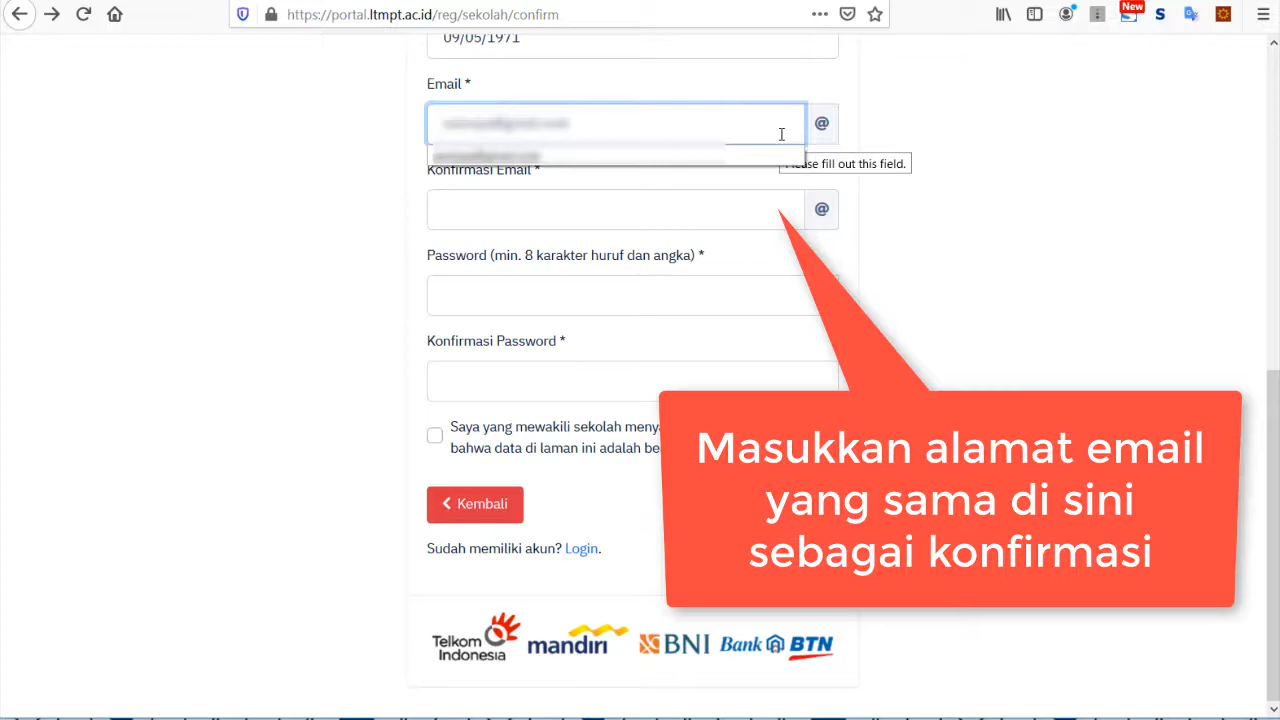 https://portal.ltmpt.ac.id/reg/sekolah/confirm
New
S
09/05/1971
Email *
@
Please fill out this field.
Konfirmasi Email *
@
Password (min. 8 karakter huruf dan angka) *
Konfirmasi Password *
Saya yang mewakili sekolah
bahwa data di laman ini adalah
Masukkan alamat email
yang sama di sini
sebagai konfirmasi
Kembali
Sudah memiliki akun? Login.
Telkom
Indonesia
mandiri
BNI
Bank BTN